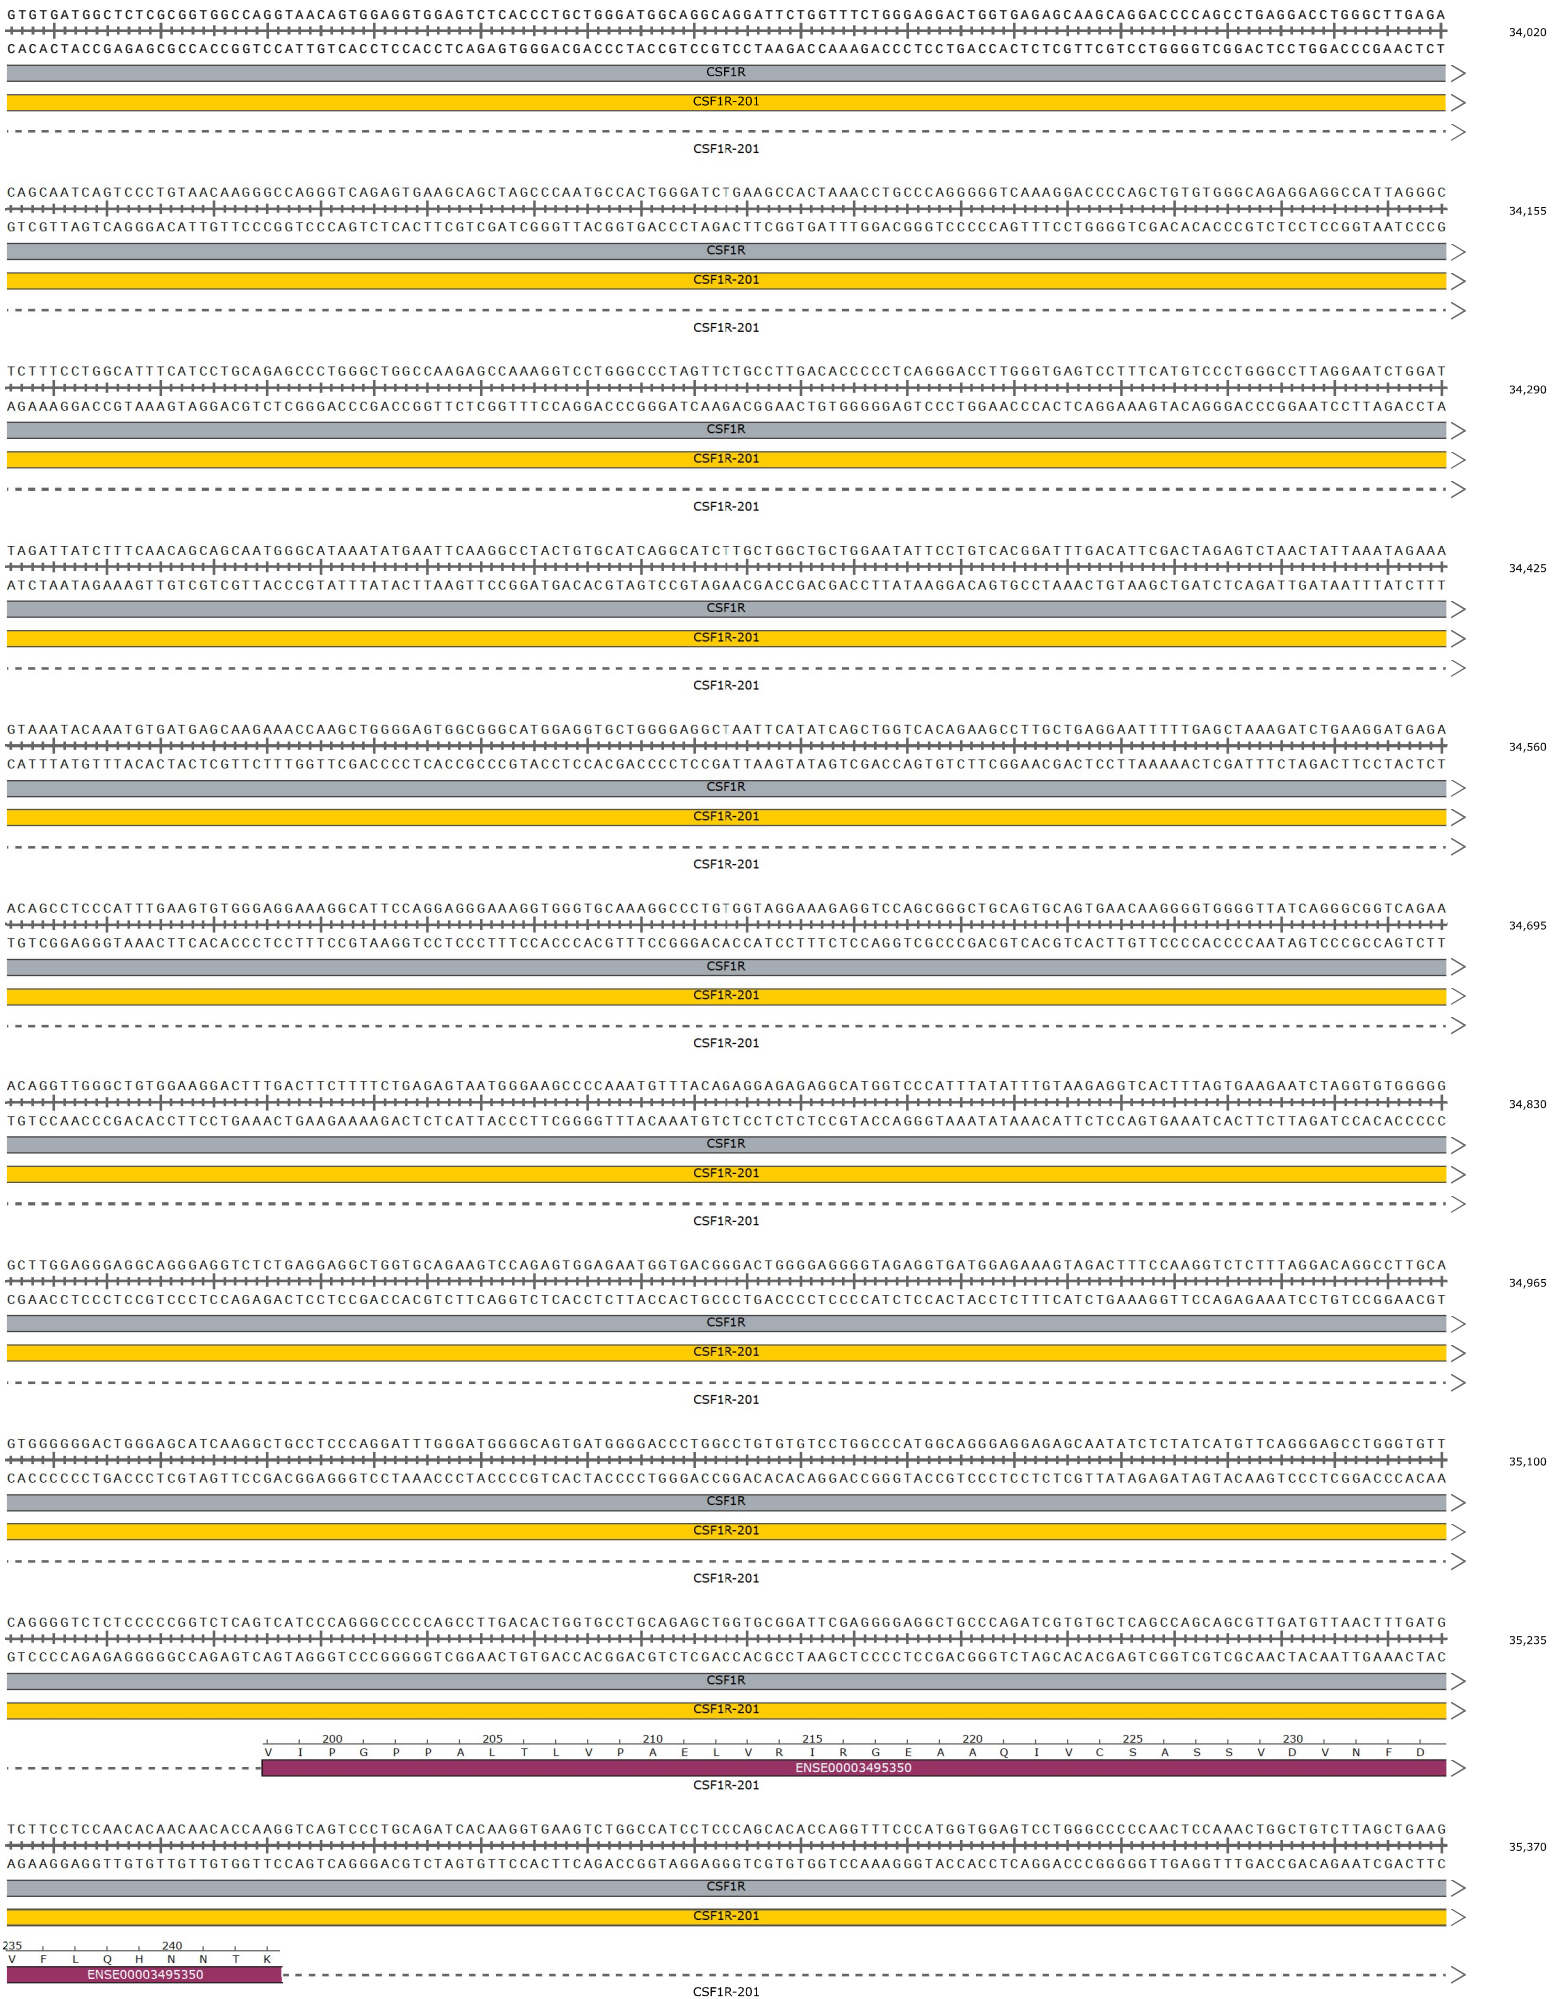 GTGTGATGGCTCTCGCGGTGGCCAGGTAACAGTGGAGGTGGAGTCTCACCCTGCTGGGATGGCAGGCAGGATTCTGGTTTCTGGGAGGACTGGTGAGAGCAAGCAGGACCCCAGCCTGAGGACCTGGGCTTGAGA
34,020
CACACTACCGAGAGCGCCACCGGTCCATTGTCACCTCCACCTCAGAGTGGGACGACCCTACCGTCCGTCCTAAGACCAAAGACCCTCCTGACCACTCTCGTTCGTCCTGGGGTCGGACTCCTGGACCCGAACTCT
CSF1R
CSF1R-201
CSF1R-201
CAGCAATCAGTCCCTGTAACAAGGGCCAGGGTCAGAGTGAAGCAGCTAGCCCAATGCCACTGGGATCTGAAGCCACTAAACCTGCCCAGGGGGTCAAAGGACCCCAGCTGTGTGGGCAGAGGAGGCCATTAGGGC
34,155
GTCGTTAGTCAGGGACATTGTTCCCGGTCCCAGTCTCACTTCGTCGATCGGGTTACGGTGACCCTAGACTTCGGTGATTTGGACGGGTCCCCCAGTTTCCTGGGGTCGACACACCCGTCTCCTCCGGTAATCCCG
CSF1R
CSF1R-201
CSF1R-201
TCTTTCCTGGCATTTCATCCTGCAGAGCCCTGGGCTGGCCAAGAGCCAAAGGTCCTGGGCCCTAGTTCTGCCTTGACACCCCCTCAGGGACCTTGGGTGAGTCCTTTCATGTCCCTGGGCCTTAGGAATCTGGAT
34,290
AGAAAGGACCGTAAAGTAGGACGTCTCGGGACCCGACCGGTTCTCGGTTTCCAGGACCCGGGATCAAGACGGAACTGTGGGGGAGTCCCTGGAACCCACTCAGGAAAGTACAGGGACCCGGAATCCTTAGACCTA
CSF1R
CSF1R-201
CSF1R-201
TAGATTATCTTTCAACAGCAGCAATGGGCATAAATATGAATTCAAGGCCTACTGTGCATCAGGCATCTTGCTGGCTGCTGGAATATTCCTGTCACGGATTTGACATTCGACTAGAGTCTAACTATTAAATAGAAA
34,425
ATCTAATAGAAAGTTGTCGTCGTTACCCGTATTTATACTTAAGTTCCGGATGACACGTAGTCCGTAGAACGACCGACGACCTTATAAGGACAGTGCCTAAACTGTAAGCTGATCTCAGATTGATAATTTATCTTT
CSF1R
CSF1R-201
CSF1R-201
GTAAATACAAATGTGATGAGCAAGAAACCAAGCTGGGGAGTGGCGGGCATGGAGGTGCTGGGGAGGCTAATTCATATCAGCTGGTCACAGAAGCCTTGCTGAGGAATTTTTGAGCTAAAGATCTGAAGGATGAGA
34,560
CATTTATGTTTACACTACTCGTTCTTTGGTTCGACCCCTCACCGCCCGTACCTCCACGACCCCTCCGATTAAGTATAGTCGACCAGTGTCTTCGGAACGACTCCTTAAAAACTCGATTTCTAGACTTCCTACTCT
CSF1R
CSF1R-201
CSF1R-201
ACAGCCTCCCATTTGAAGTGTGGGAGGAAAGGCATTCCAGGAGGGAAAGGTGGGTGCAAAGGCCCTGTGGTAGGAAAGAGGTCCAGCGGGCTGCAGTGCAGTGAACAAGGGGTGGGGTTATCAGGGCGGTCAGAA
34,695
TGTCGGAGGGTAAACTTCACACCCTCCTTTCCGTAAGGTCCTCCCTTTCCACCCACGTTTCCGGGACACCATCCTTTCTCCAGGTCGCCCGACGTCACGTCACTTGTTCCCCACCCCAATAGTCCCGCCAGTCTT
CSF1R
CSF1R-201
CSF1R-201
ACAGGTTGGGCTGTGGAAGGACTTTGACTTCTTTTCTGAGAGTAATGGGAAGCCCCAAATGTTTACAGAGGAGAGAGGCATGGTCCCATTTATATTTGTAAGAGGTCACTTTAGTGAAGAATCTAGGTGTGGGGG
34,830
TGTCCAACCCGACACCTTCCTGAAACTGAAGAAAAGACTCTCATTACCCTTCGGGGTTTACAAATGTCTCCTCTCTCCGTACCAGGGTAAATATAAACATTCTCCAGTGAAATCACTTCTTAGATCCACACCCCC
CSF1R
CSF1R-201
CSF1R-201
GCTTGGAGGGAGGCAGGGAGGTCTCTGAGGAGGCTGGTGCAGAAGTCCAGAGTGGAGAATGGTGACGGGACTGGGGAGGGGTAGAGGTGATGGAGAAAGTAGACTTTCCAAGGTCTCTTTAGGACAGGCCTTGCA
34,965
CGAACCTCCCTCCGTCCCTCCAGAGACTCCTCCGACCACGTCTTCAGGTCTCACCTCTTACCACTGCCCTGACCCCTCCCCATCTCCACTACCTCTTTCATCTGAAAGGTTCCAGAGAAATCCTGTCCGGAACGT
CSF1R
CSF1R-201
CSF1R-201
GTGGGGGGACTGGGAGCATCAAGGCTGCCTCCCAGGATTTGGGATGGGGCAGTGATGGGGACCCTGGCCTGTGTGTCCTGGCCCATGGCAGGGAGGAGAGCAATATCTCTATCATGTTCAGGGAGCCTGGGTGTT
35,100
CACCCCCCTGACCCTCGTAGTTCCGACGGAGGGTCCTAAACCCTACCCCGTCACTACCCCTGGGACCGGACACACAGGACCGGGTACCGTCCCTCCTCTCGTTATAGAGATAGTACAAGTCCCTCGGACCCACAA
CSF1R
CSF1R-201
CSF1R-201
CAGGGGTCTCTCCCCCGGTCTCAGTCATCCCAGGGCCCCCAGCCTTGACACTGGTGCCTGCAGAGCTGGTGCGGATTCGAGGGGAGGCTGCCCAGATCGTGTGCTCAGCCAGCAGCGTTGATGTTAACTTTGATG
35,235
GTCCCCAGAGAGGGGGCCAGAGTCAGTAGGGTCCCGGGGGTCGGAACTGTGACCACGGACGTCTCGACCACGCCTAAGCTCCCCTCCGACGGGTCTAGCACACGAGTCGGTCGTCGCAACTACAATTGAAACTAC
CSF1R
CSF1R-201
200 205 210 215 220 225 230
V I P G P P A L T L V P A E L V R I R G E A A Q I V C S A S S V D V N F D
ENSE00003495350
CSF1R-201
TCTTCCTCCAACACAACAACACCAAGGTCAGTCCCTGCAGATCACAAGGTGAAGTCTGGCCATCCTCCCAGCACACCAGGTTTCCCATGGTGGAGTCCTGGGCCCCCAACTCCAAACTGGCTGTCTTAGCTGAAG
35,370
AGAAGGAGGTTGTGTTGTTGTGGTTCCAGTCAGGGACGTCTAGTGTTCCACTTCAGACCGGTAGGAGGGTCGTGTGGTCCAAAGGGTACCACCTCAGGACCCGGGGGTTGAGGTTTGACCGACAGAATCGACTTC
CSF1R
CSF1R-201
235 240
V F L Q H N N T K
ENSE00003495350
CSF1R-201